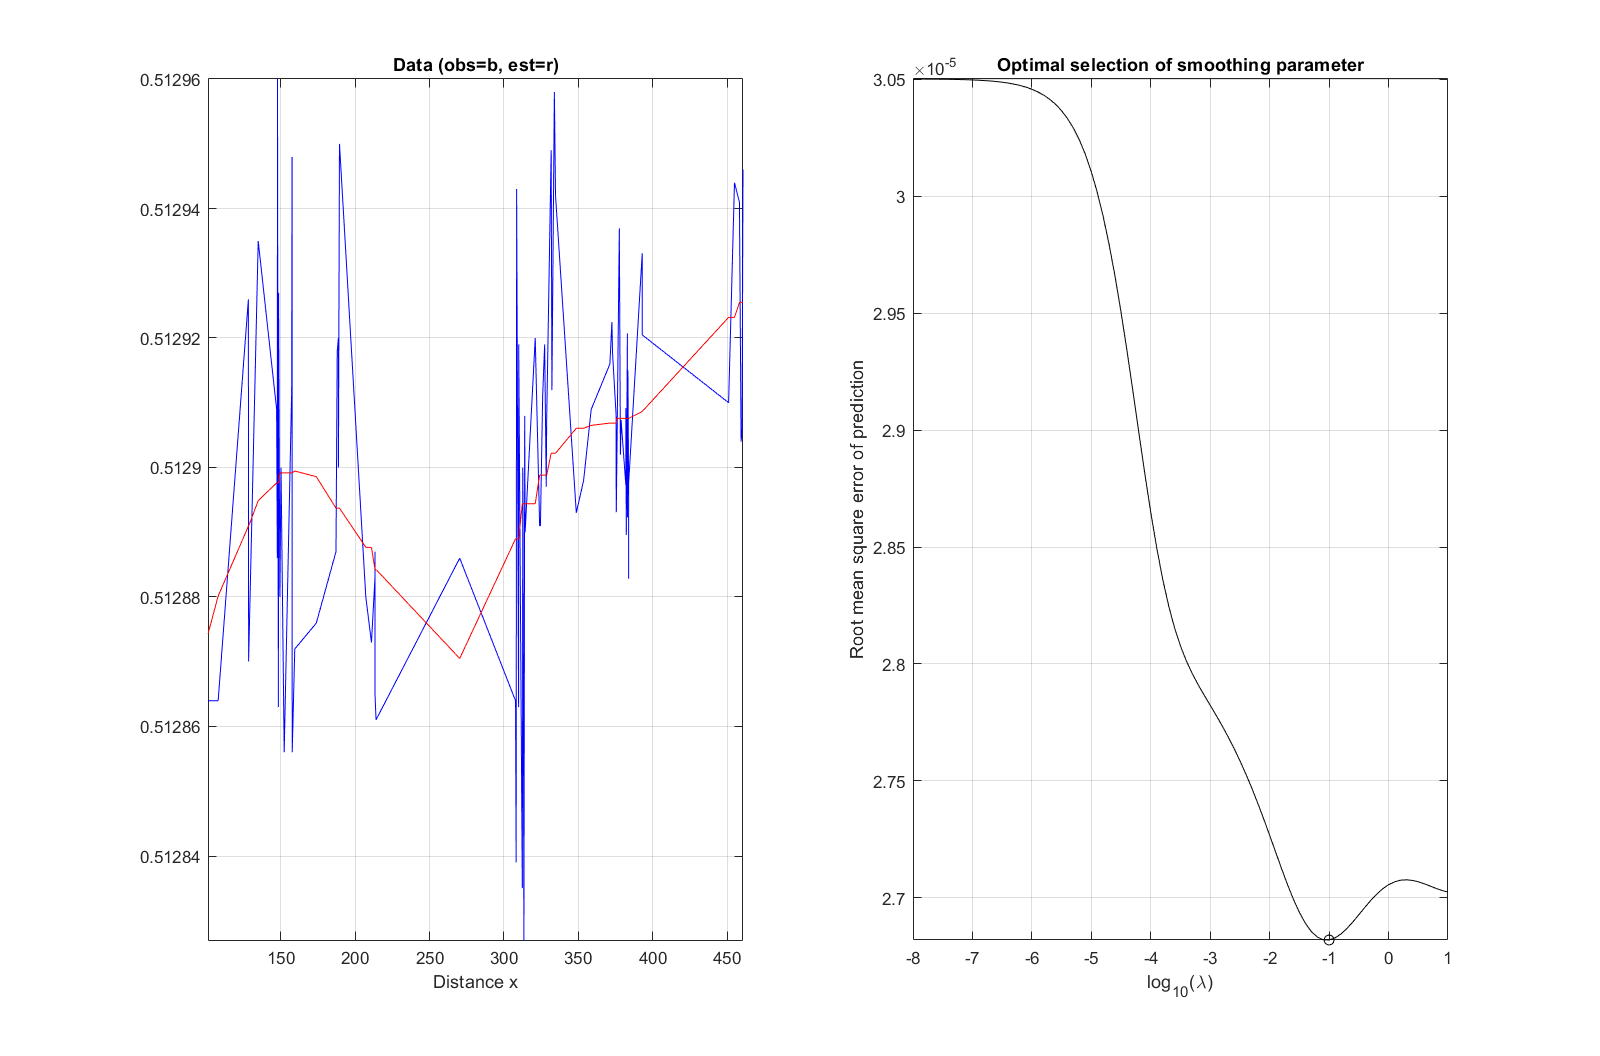 Data (obs=b, est=r)
0.51296
0.51294
0.51292
0.5129
0.51288
0.51286
0.51284
150 200 250 300 350 400 450
Distance x
×10⁻⁵
Optimal selection of smoothing parameter
Root mean square error of prediction
3.05
3
2.95
2.9
2.85
2.8
2.75
2.7
-8 -7 -6 -5 -4 -3 -2 -1 0 1
log₁₀(λ)